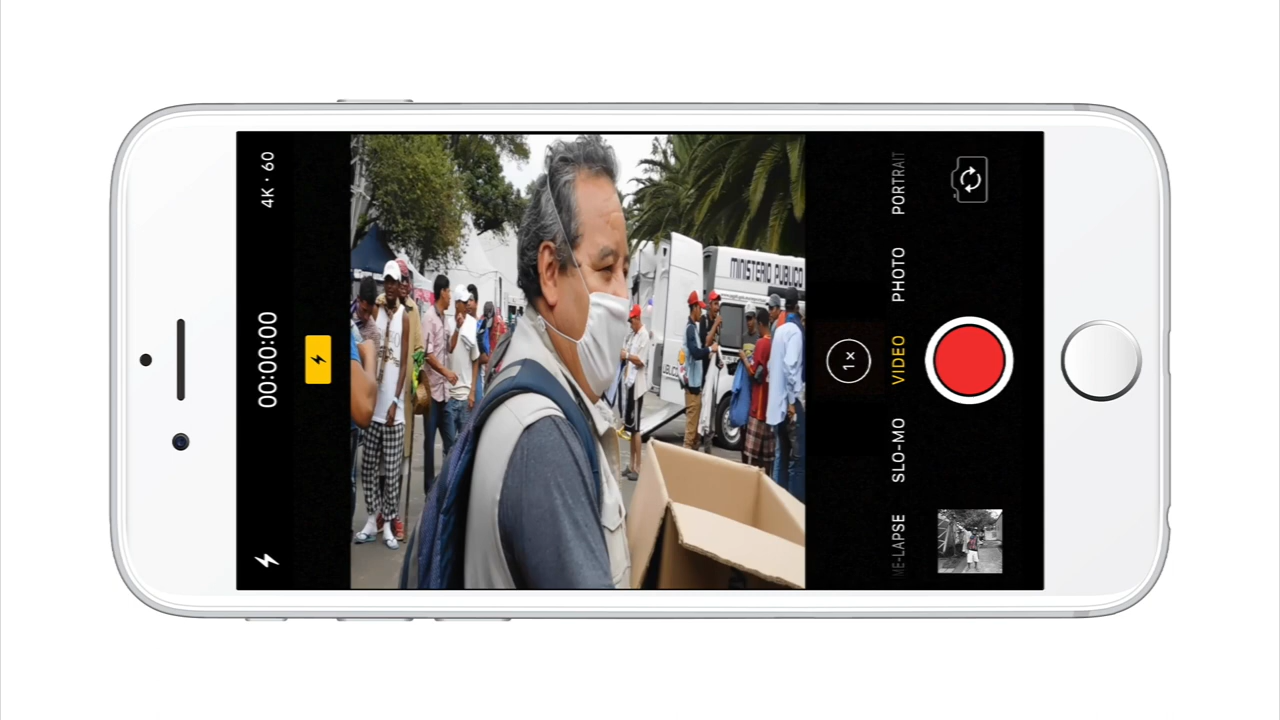 4K · 60
00:00:00
MINISTERIO PUBLICO
1×
PORTRAIT
PHOTO
VIDEO
SLO-MO
ME-LAPSE